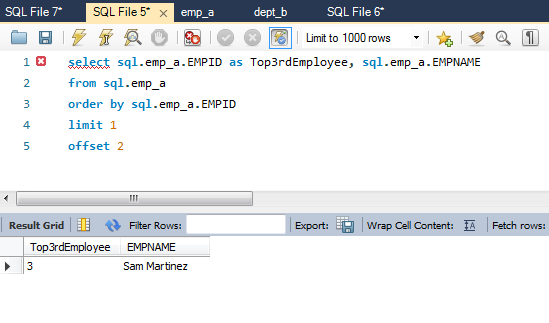 SQL File 7* SQL File 5* emp_a dept_b SQL File 6*
Limit to 1000 rows
1 select sql.emp_a.EMPID as Top3rdEmployee, sql.emp_a.EMPNAME
2 from sql.emp_a
3 order by sql.emp_a.EMPID
4 limit 1
5 offset 2
Result Grid Filter Rows: Export: Wrap Cell Content: Fetch rows:
Top3rdEmployee EMPNAME
3 Sam Martinez